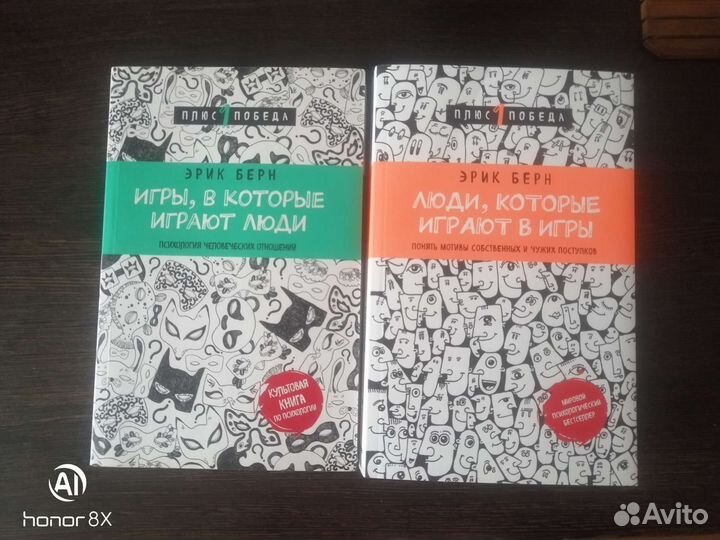 ПЛЮС 1 ПОБЕДА
ЭРИК БЕРН
ИГРЫ, В КОТОРЫЕ
ИГРАЮТ ЛЮДИ
ПСИХОЛОГИЯ ЧЕЛОВЕЧЕСКИХ ОТНОШЕНИЙ
КУЛЬТОВАЯ
КНИГА
ПО ПСИХОЛОГИИ
ПЛЮС 1 ПОБЕДА
ЭРИК БЕРН
ЛЮДИ, КОТОРЫЕ
ИГРАЮТ В ИГРЫ
ПОНЯТЬ МОТИВЫ СОБСТВЕННЫХ И ЧУЖИХ ПОСТУПКОВ
МИРОВОЙ
ПСИХОЛОГИЧЕСКИЙ
БЕСТСЕЛЛЕР
AI
honor 8X
Avito